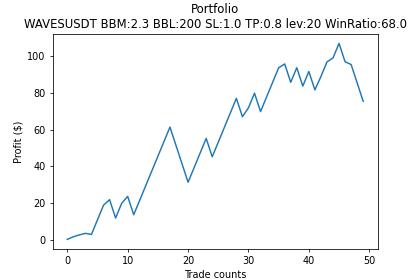 Portfolio
WAVESUSDT BBM:2.3 BBL:200 SL:1.0 TP:0.8 lev:20 WinRatio:68.0
100
80
60
40
20
0
Profit ($)
0 10 20 30 40 50
Trade counts